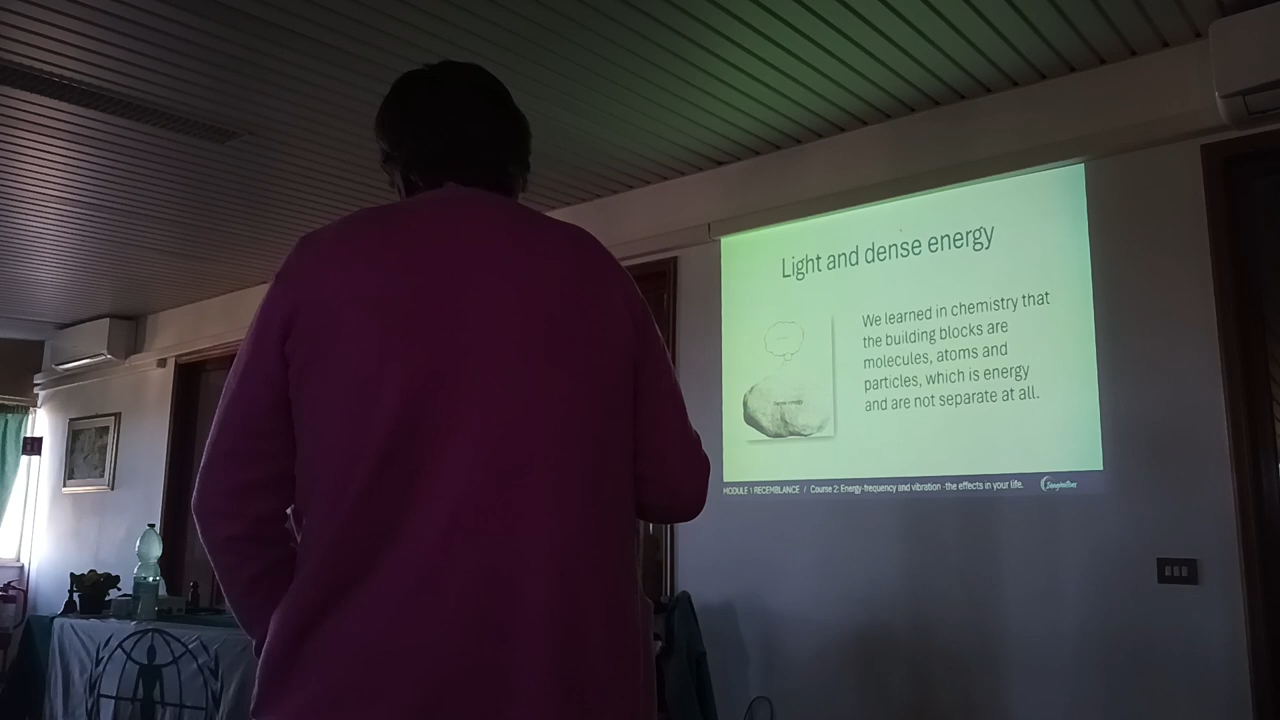 Light and dense energy
We learned in chemistry that
the building blocks are
molecules, atoms and
particles, which is energy
and are not separate at all.
Dense energy
MODULE 1 RECEMBLANCE / Course 2: Energy-frequency and vibration -the effects in your life.